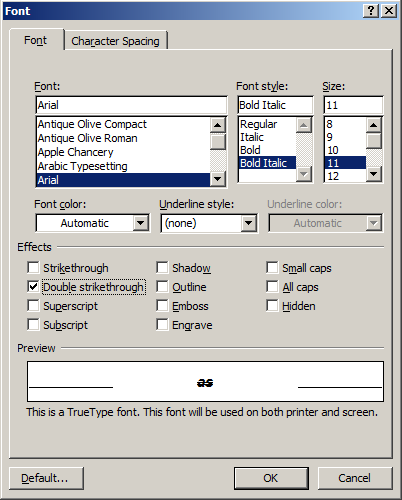 Font
Font Character Spacing
Font: Font style: Size:
Arial Bold Italic 11
Antique Olive Compact Regular 8
Antique Olive Roman Italic 9
Apple Chancery Bold 10
Arabic Typesetting Bold Italic 11
Arial 12
Font color: Underline style: Underline color:
Automatic (none) Automatic
Effects
Strikethrough Shadow Small caps
Double strikethrough Outline All caps
Superscript Emboss Hidden
Subscript Engrave
Preview
as
This is a TrueType font. This font will be used on both printer and screen.
Default... OK Cancel